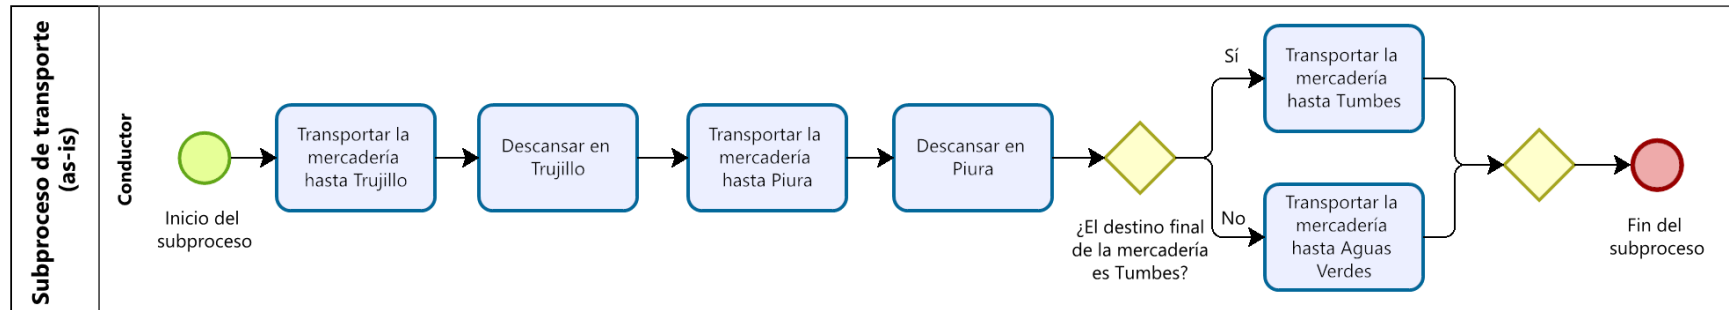 Subproceso de transporte
(as-is)
Conductor
Inicio del
subproceso
Transportar la
mercadería
hasta Trujillo
Descansar en
Trujillo
Transportar la
mercadería
hasta Piura
Descansar en
Piura
¿El destino final
de la mercadería
es Tumbes?
Sí
Transportar la
mercadería
hasta Tumbes
No
Transportar la
mercadería
hasta Aguas
Verdes
Fin del
subproceso